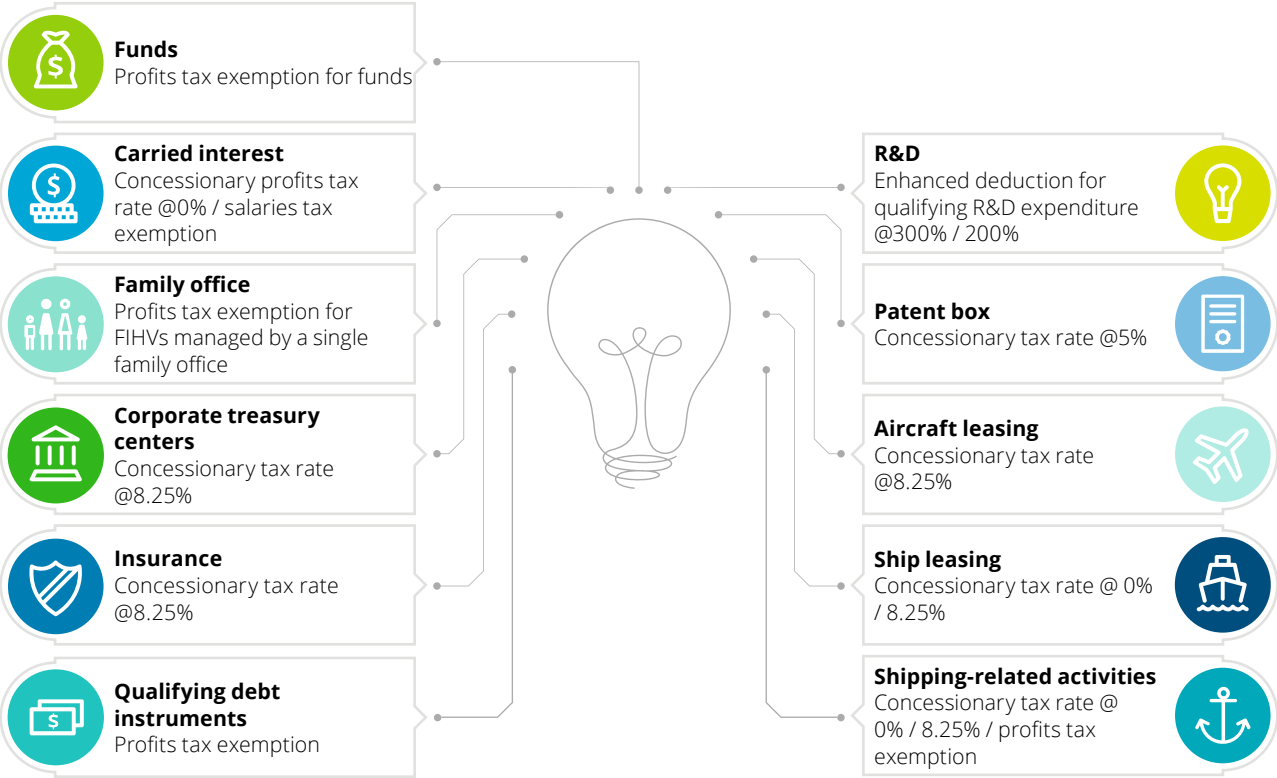 Funds
Profits tax exemption for funds
Carried interest
Concessionary profits tax
rate @0% / salaries tax
exemption
Family office
Profits tax exemption for
FIHVs managed by a single
family office
Corporate treasury
centers
Concessionary tax rate
@8.25%
Insurance
Concessionary tax rate
@8.25%
Qualifying debt
instruments
Profits tax exemption
R&D
Enhanced deduction for
qualifying R&D expenditure
@300% / 200%
Patent box
Concessionary tax rate @5%
Aircraft leasing
Concessionary tax rate
@8.25%
Ship leasing
Concessionary tax rate @ 0%
/ 8.25%
Shipping-related activities
Concessionary tax rate @
0% / 8.25% / profits tax
exemption
$
$
$